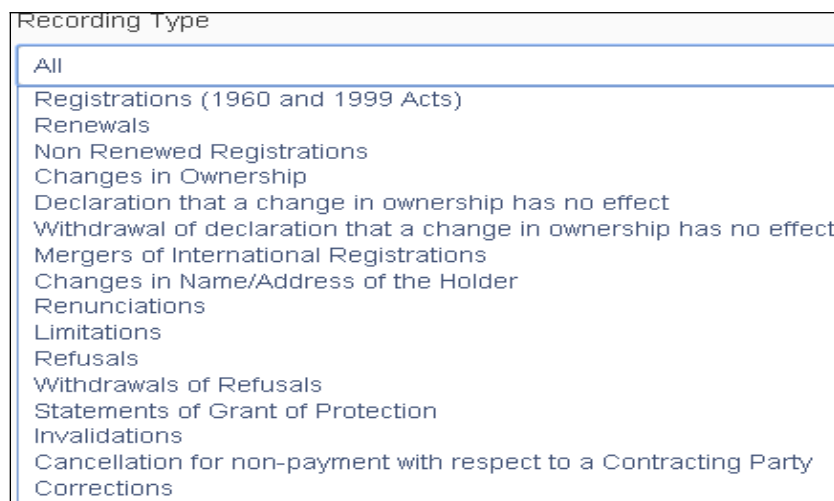 Recording Type
All
Registrations (1960 and 1999 Acts)
Renewals
Non Renewed Registrations
Changes in Ownership
Declaration that a change in ownership has no effect
Withdrawal of declaration that a change in ownership has no effect
Mergers of International Registrations
Changes in Name/Address of the Holder
Renunciations
Limitations
Refusals
Withdrawals of Refusals
Statements of Grant of Protection
Invalidations
Cancellation for non-payment with respect to a Contracting Party
Corrections